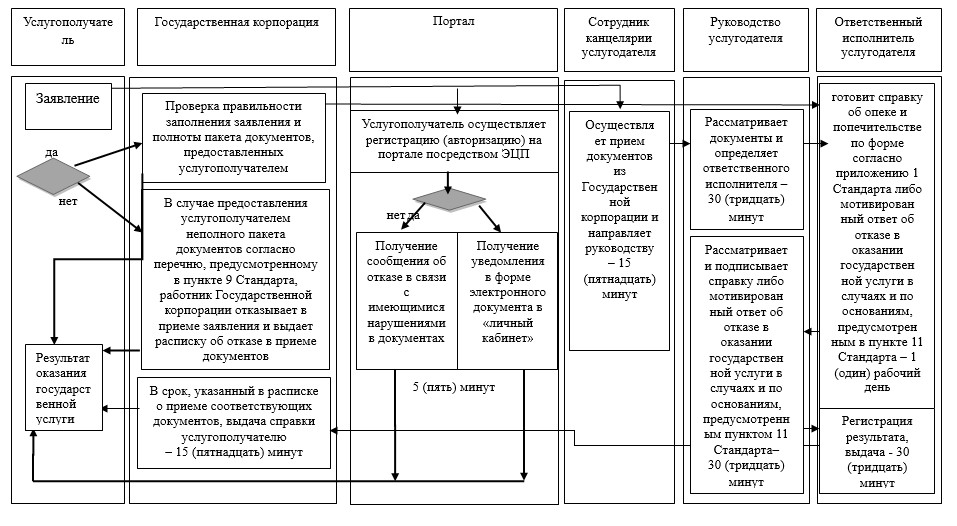 Услугополучате
ль
Государственная корпорация
Портал
Сотрудник
канцелярии
услугодателя
Руководство
услугодателя
Ответственный
исполнитель
услугодателя
Заявление
да
нет
Результат
оказания
государст
венной
услуги
Проверка правильности
заполнения заявления и
полноты пакета документов,
предоставленных
услугополучателем
В случае предоставления
услугополучателем
неполного пакета
документов согласно
перечню, предусмотренному
в пункте 9 Стандарта,
работник Государственной
корпорации отказывает в
приеме заявления и выдает
расписку об отказе в приеме
документов
В срок, указанный в расписке
о приеме соответствующих
документов, выдача справки
услугополучателю
– 15 (пятнадцать) минут
Услугополучатель осуществляет
регистрацию (авторизацию) на
портале посредством ЭЦП
нет да
Получение
сообщения об
отказе в связи
с
имеющимися
нарушениями
в документах
Получение
уведомления
в форме
электронного
документа в
«личный
кабинет»
5 (пять) минут
Осуществля
ет прием
документов
из
Государствен
ной
корпорации и
направляет
руководству
– 15
(пятнадцать)
минут
Рассматривает
документы и
определяет
ответственного
исполнителя –
30 (тридцать)
минут
Рассматривает
и подписывает
справку либо
мотивирован
ный ответ об
отказе в
оказании
государствен
ной услуги в
случаях и по
основаниям,
предусмотренн
ым пунктом 11
Стандарта–
30 (тридцать)
минут
готовит справку
об опеке и
попечительстве
по форме
согласно
приложению 1
Стандарта либо
мотивирован
ный ответ об
отказе в
оказании
государствен
ной услуги в
случаях и по
основаниям,
предусмотрен
ным в пункте 11
Стандарта – 1
(один) рабочий
день
Регистрация
результата,
выдача - 30
(тридцать)
минут